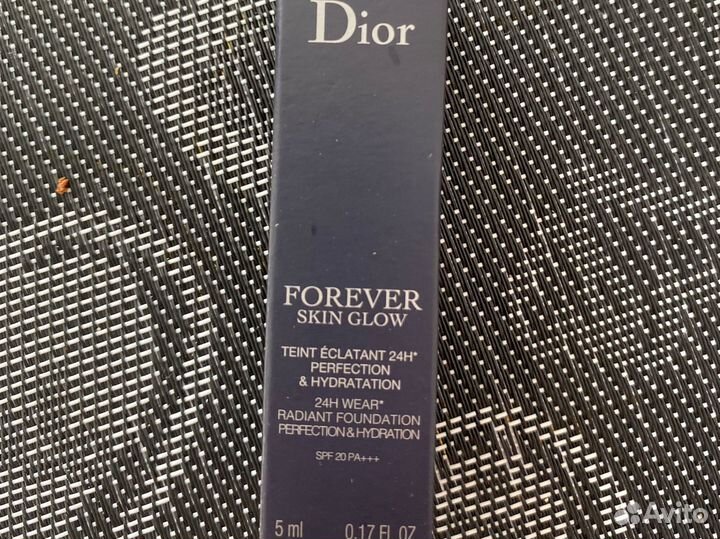 Dior
FOREVER
SKIN GLOW
TEINT ÉCLATANT 24H*
PERFECTION
& HYDRATATION
24H WEAR*
RADIANT FOUNDATION
PERFECTION & HYDRATION
SPF 20 PA+++
5 ml 0.17 FL OZ
Avito